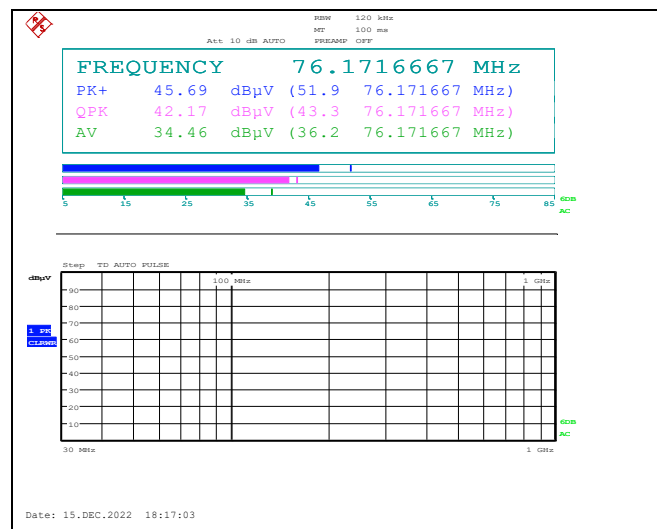 RBW 120 kHz
MT 100 ms
Att 10 dB AUTO PREAMP OFF
FREQUENCY 76.1716667 MHz
PK+ 45.69 dBµV (51.9 76.171667 MHz)
QPK 42.17 dBµV (43.3 76.171667 MHz)
AV 34.46 dBµV (36.2 76.171667 MHz)
5 15 25 35 45 55 65 75 85
6DB
AC
Step TD AUTO PULSE
dBµV
100 MHz 1 GHz
90
80
70
1 PK
CLRWR
60
50
40
30
20
10
6DB
AC
30 MHz 1 GHz
Date: 15.DEC.2022 18:17:03